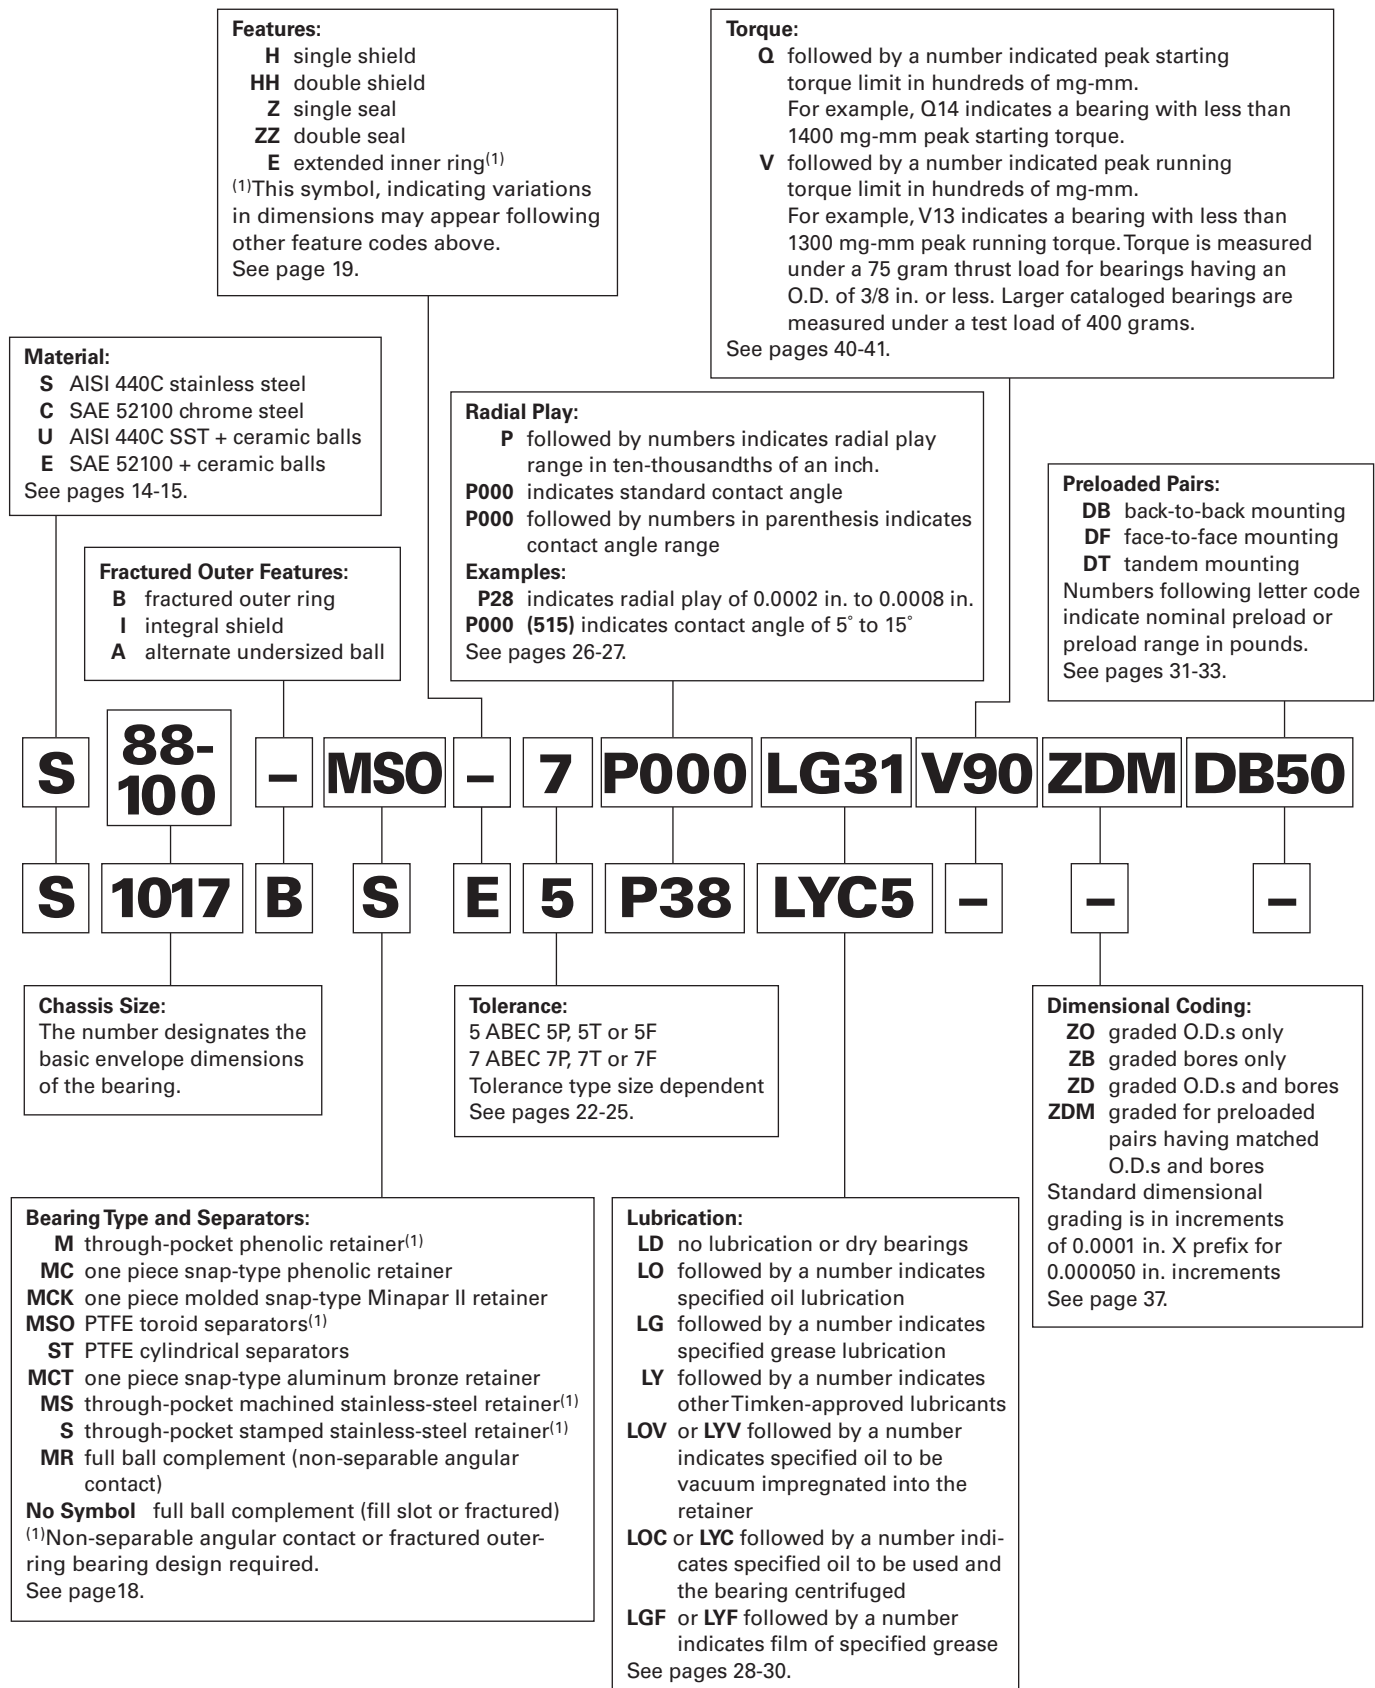 Features:
H single shield
HH double shield
Z single seal
ZZ double seal
E extended inner ring(1)
(1)This symbol, indicating variations
in dimensions may appear following
other feature codes above.
See page 19.
Torque:
Q followed by a number indicated peak starting
torque limit in hundreds of mg-mm.
For example, Q14 indicates a bearing with less than
1400 mg-mm peak starting torque.
V followed by a number indicated peak running
torque limit in hundreds of mg-mm.
For example, V13 indicates a bearing with less than
1300 mg-mm peak running torque. Torque is measured
under a 75 gram thrust load for bearings having an
O.D. of 3/8 in. or less. Larger cataloged bearings are
measured under a test load of 400 grams.
See pages 40-41.
Material:
S AISI 440C stainless steel
C SAE 52100 chrome steel
U AISI 440C SST + ceramic balls
E SAE 52100 + ceramic balls
See pages 14-15.
Radial Play:
P followed by numbers indicates radial play
range in ten-thousandths of an inch.
P000 indicates standard contact angle
P000 followed by numbers in parenthesis indicates
contact angle range
Examples:
P28 indicates radial play of 0.0002 in. to 0.0008 in.
P000 (515) indicates contact angle of 5° to 15°
See pages 26-27.
Preloaded Pairs:
DB back-to-back mounting
DF face-to-face mounting
DT tandem mounting
Numbers following letter code
indicate nominal preload or
preload range in pounds.
See pages 31-33.
Fractured Outer Features:
B fractured outer ring
I integral shield
A alternate undersized ball
S 88- – MSO – 7 P000 LG31 V90 ZDM DB50
100
S 1017 B S E 5 P38 LYC5 – – –
Chassis Size:
The number designates the
basic envelope dimensions
of the bearing.
Tolerance:
5 ABEC 5P, 5T or 5F
7 ABEC 7P, 7T or 7F
Tolerance type size dependent
See pages 22-25.
Dimensional Coding:
ZO graded O.D.s only
ZB graded bores only
ZD graded O.D.s and bores
ZDM graded for preloaded
pairs having matched
O.D.s and bores
Standard dimensional
grading is in increments
of 0.0001 in. X prefix for
0.000050 in. increments
See page 37.
Bearing Type and Separators:
M through-pocket phenolic retainer(1)
MC one piece snap-type phenolic retainer
MCK one piece molded snap-type Minapar II retainer
MSO PTFE toroid separators(1)
ST PTFE cylindrical separators
MCT one piece snap-type aluminum bronze retainer
MS through-pocket machined stainless-steel retainer(1)
S through-pocket stamped stainless-steel retainer(1)
MR full ball complement (non-separable angular
contact)
No Symbol full ball complement (fill slot or fractured)
(1)Non-separable angular contact or fractured outer-
ring bearing design required.
See page18.
Lubrication:
LD no lubrication or dry bearings
LO followed by a number indicates
specified oil lubrication
LG followed by a number indicates
specified grease lubrication
LY followed by a number indicates
other Timken-approved lubricants
LOV or LYV followed by a number
indicates specified oil to be
vacuum impregnated into the
retainer
LOC or LYC followed by a number indi-
cates specified oil to be used and
the bearing centrifuged
LGF or LYF followed by a number
indicates film of specified grease
See pages 28-30.